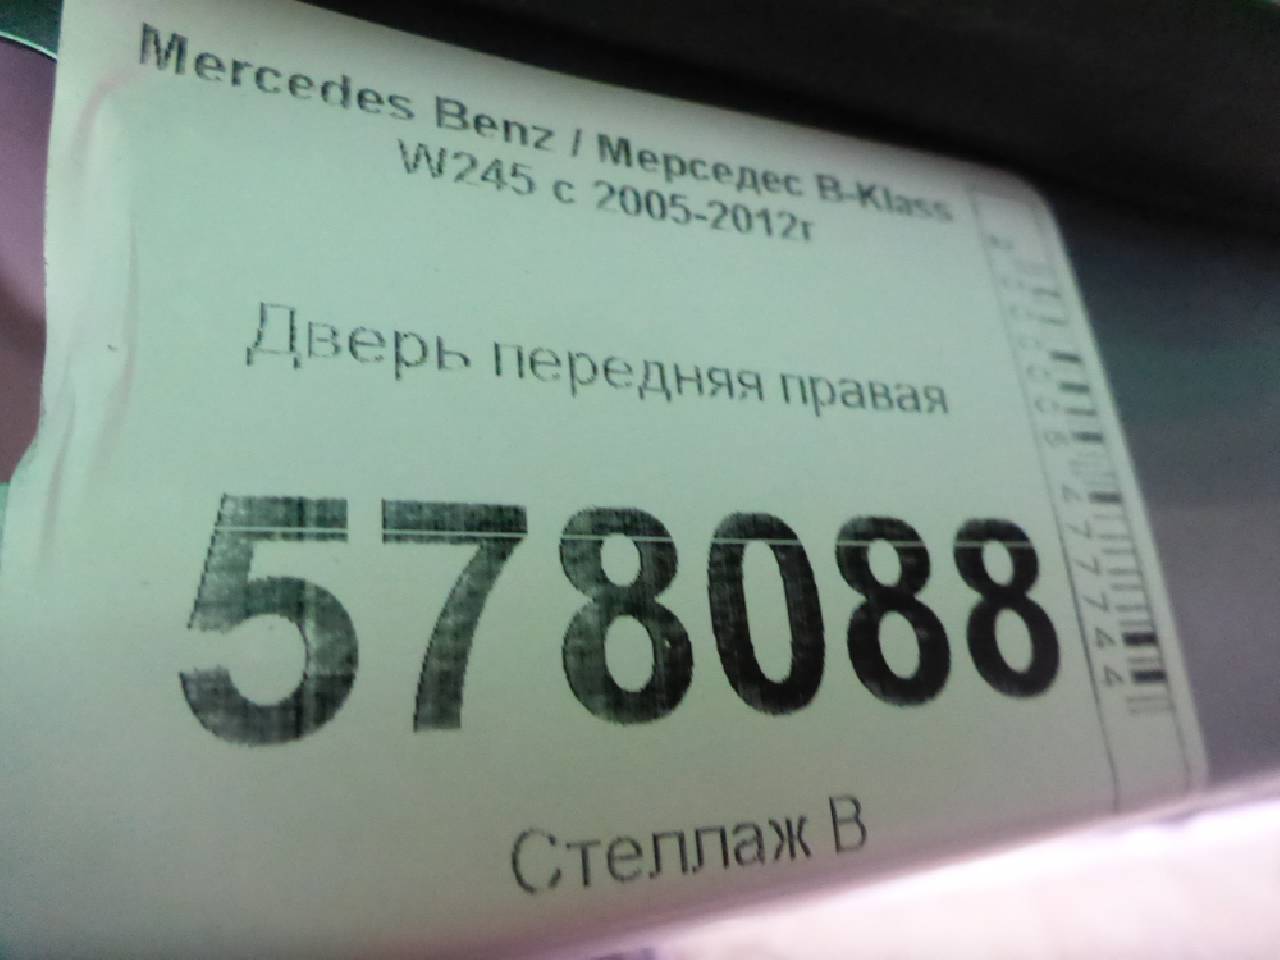 Mercedes Benz / Мерседес B-Klass
W245 с 2005-2012г
Дверь передняя правая
578088
Стеллаж В